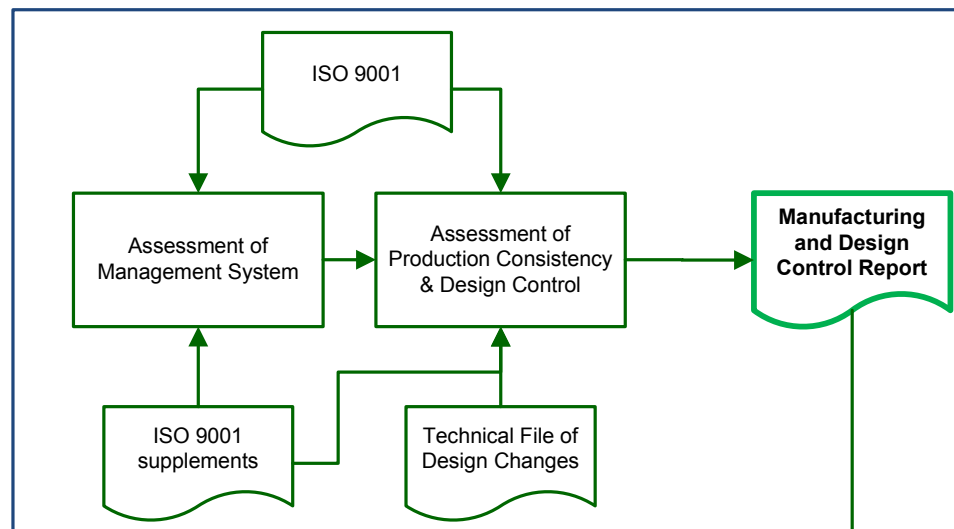 ISO 9001
Assessment of
Management System
Assessment of
Production Consistency
& Design Control
Manufacturing
and Design
Control Report
ISO 9001
supplements
Technical File of
Design Changes